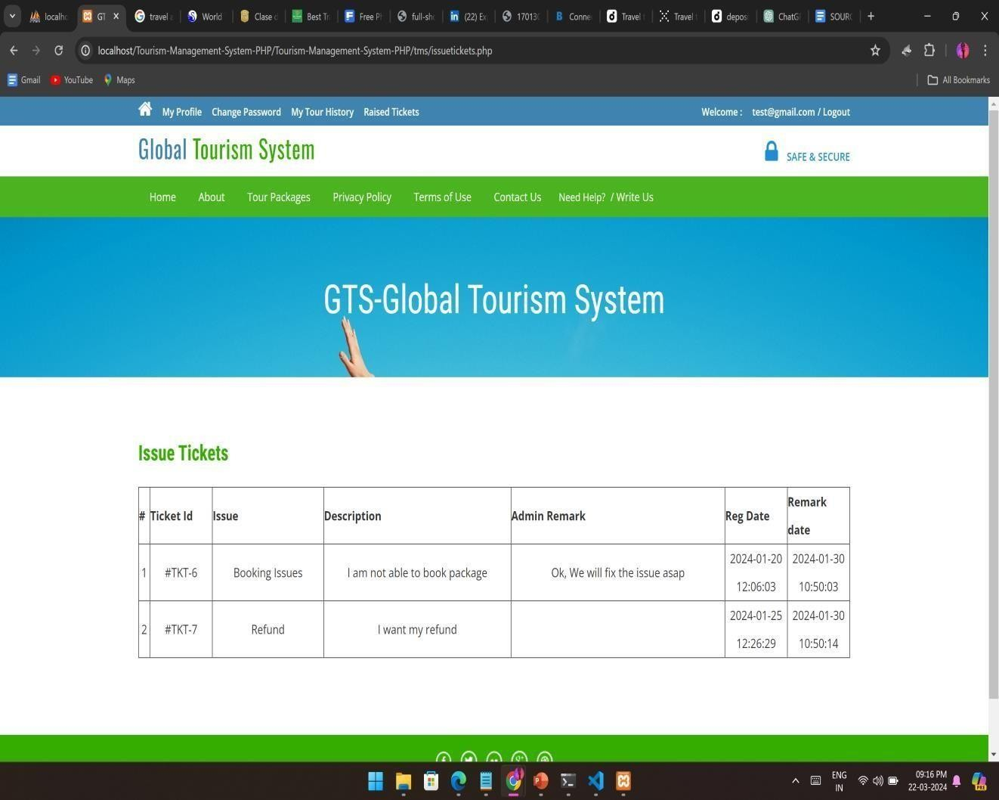 localho
GT
travel a
World
Clase d
Best Tr
Free Ph
full-sho
(22) Ex
17013
Conne
Travel t
Travel t
depos
ChatG
SOUR
localhost/Tourism-Management-System-PHP/Tourism-Management-System-PHP/tms/issuetickets.php
Gmail YouTube Maps All Bookmarks
My Profile Change Password My Tour History Raised Tickets Welcome : test@gmail.com / Logout
Global Tourism System SAFE & SECURE
Home About Tour Packages Privacy Policy Terms of Use Contact Us Need Help? / Write Us
GTS-Global Tourism System
Issue Tickets
# Ticket Id Issue Description Admin Remark Reg Date Remark date
1 #TKT-6 Booking Issues I am not able to book package Ok, We will fix the issue asap 2024-01-20 12:06:03 2024-01-30 10:50:03
2 #TKT-7 Refund I want my refund 2024-01-25 12:26:29 2024-01-30 10:50:14
ENG 09:16 PM
IN 22-03-2024
PRE